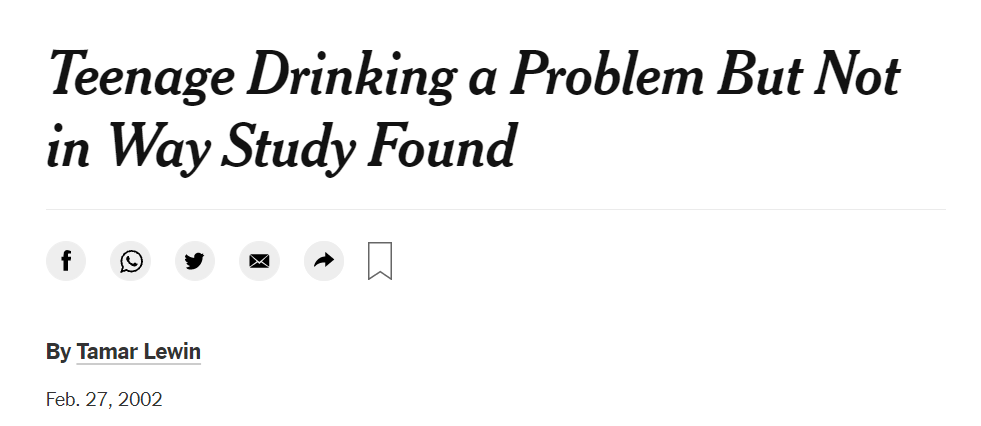 Teenage Drinking a Problem But Not
in Way Study Found
By Tamar Lewin
Feb. 27, 2002